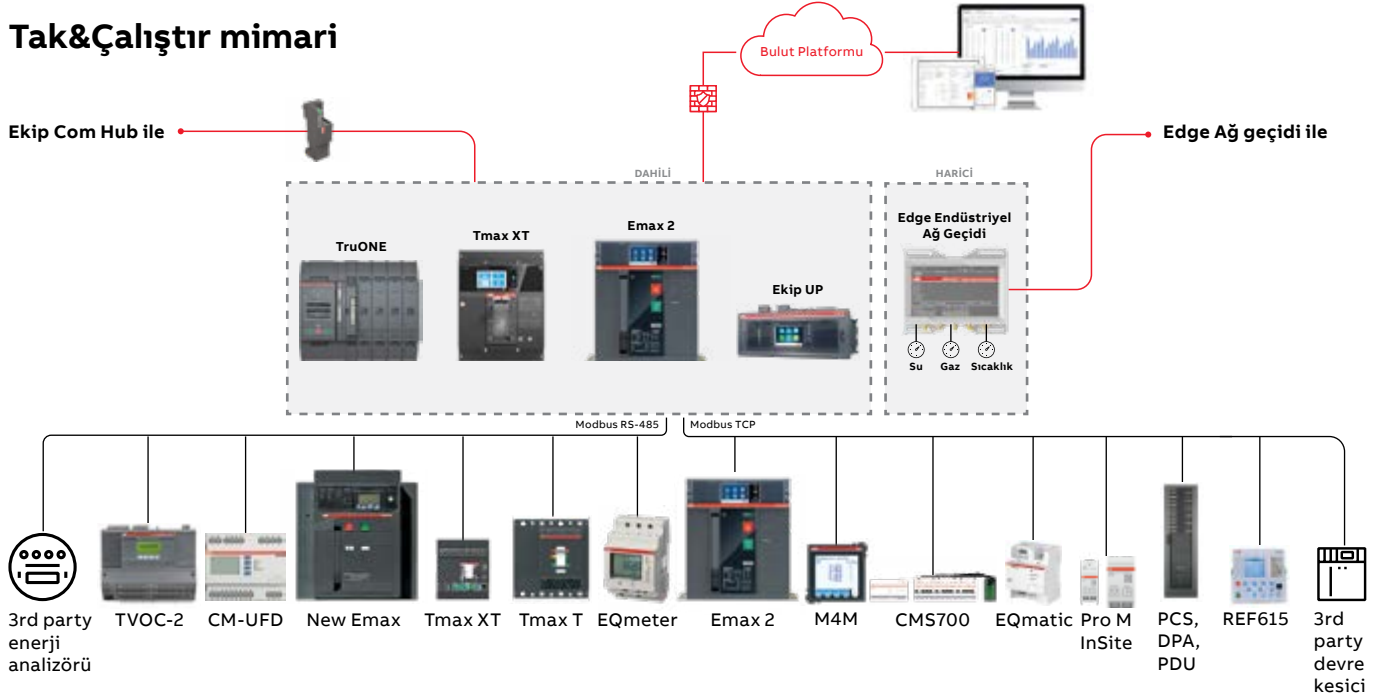 Tak&Çalıştır mimari
Bulut Platformu
Ekip Com Hub ile
Edge Ağ geçidi ile
DAHİLİ
HARİCİ
TruONE
Tmax XT
Emax 2
Ekip UP
Edge Endüstriyel
Ağ Geçidi
Su
Gaz
Sıcaklık
Modbus RS-485
Modbus TCP
3rd party
enerji
analizörü
TVOC-2
CM-UFD
New Emax
Tmax XT
Tmax T
EQmeter
Emax 2
M4M
CMS700
EQmatic
Pro M
InSite
PCS,
DPA,
PDU
REF615
3rd
party
devre
kesici